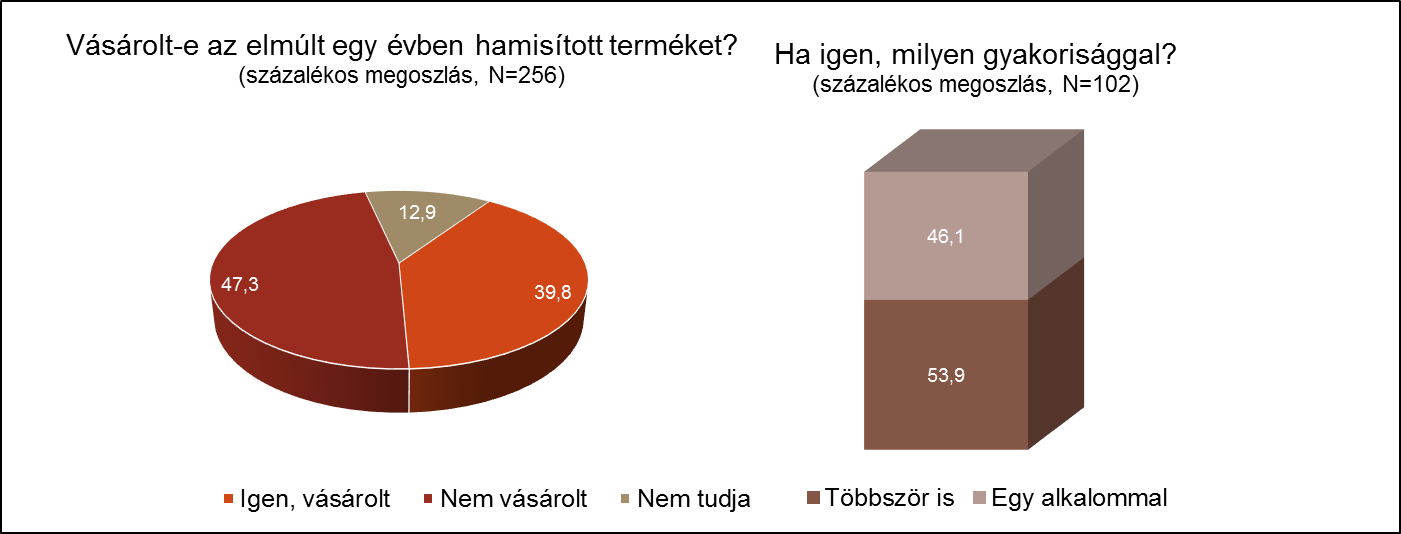 Vásárolt-e az elmúlt egy évben hamisított terméket?
(százalékos megoszlás, N=256)
12,9
47,3
39,8
Igen, vásárolt
Nem vásárolt
Nem tudja
Ha igen, milyen gyakorisággal?
(százalékos megoszlás, N=102)
46,1
53,9
Többször is
Egy alkalommal